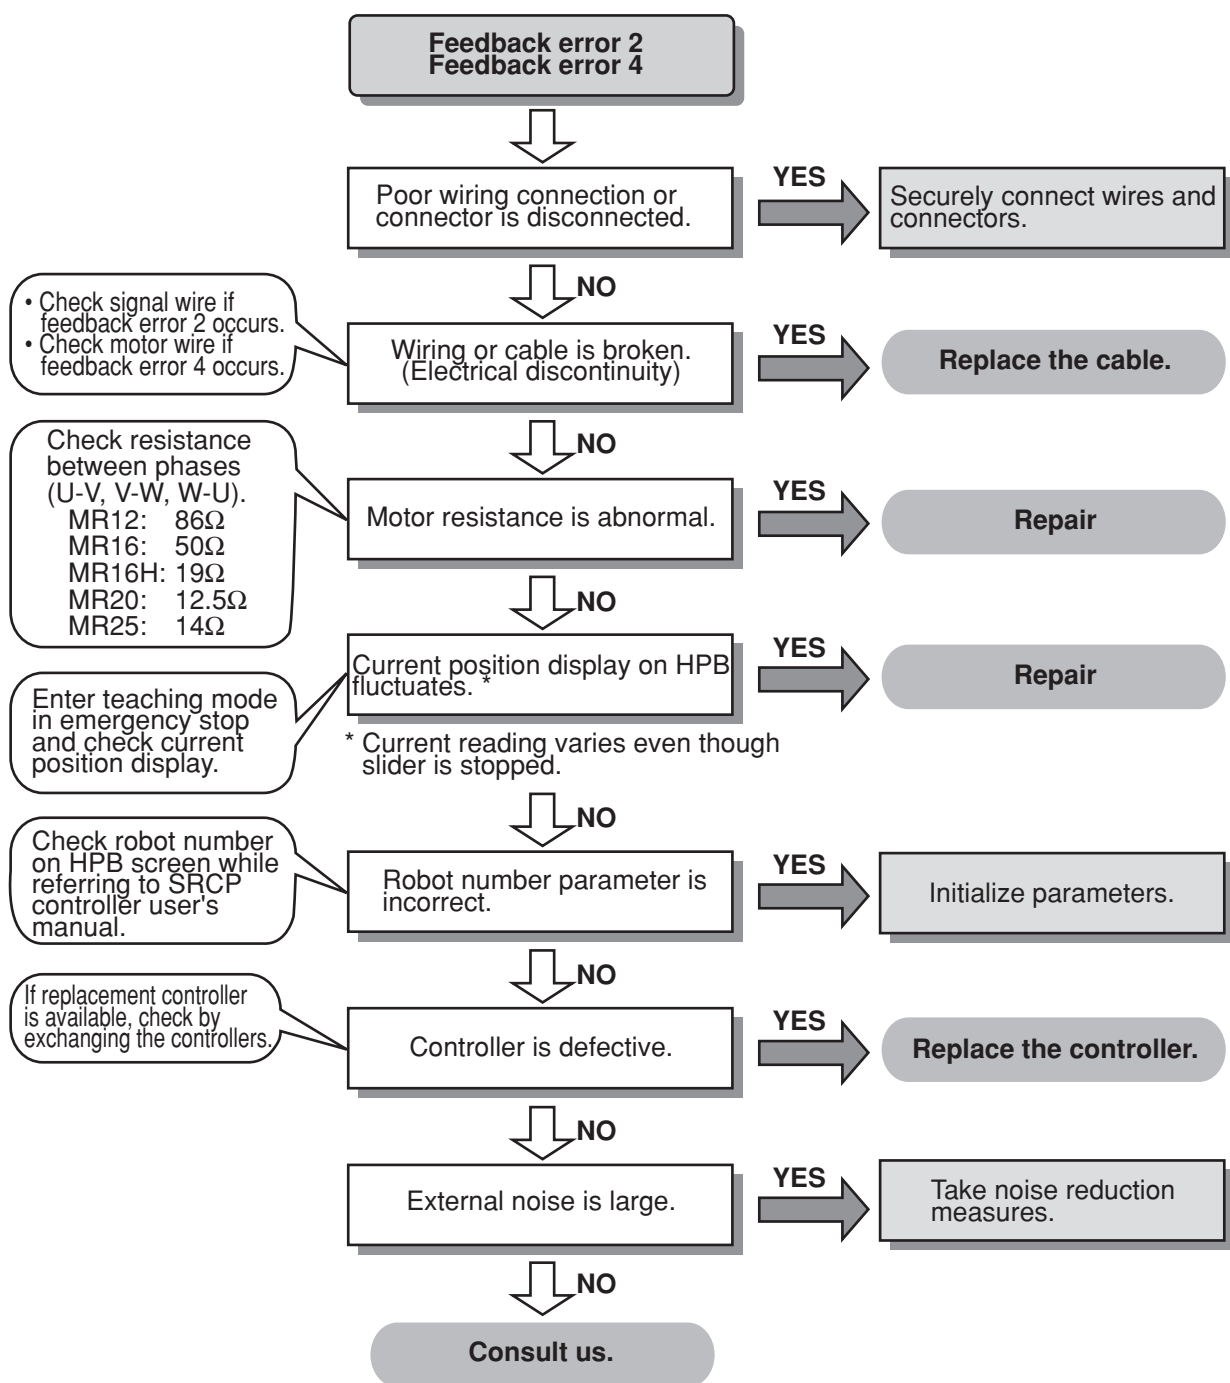 Feedback error 2
Feedback error 4
Poor wiring connection or
connector is disconnected.
YES
Securely connect wires and
connectors.
NO
• Check signal wire if
feedback error 2 occurs.
• Check motor wire if
feedback error 4 occurs.
Wiring or cable is broken.
(Electrical discontinuity)
YES
Replace the cable.
NO
Check resistance
between phases
(U-V, V-W, W-U).
MR12: 86Ω
MR16: 50Ω
MR16H: 19Ω
MR20: 12.5Ω
MR25: 14Ω
Motor resistance is abnormal.
YES
Repair
NO
Enter teaching mode
in emergency stop
and check current
position display.
Current position display on HPB
fluctuates. *
YES
Repair
* Current reading varies even though
slider is stopped.
NO
Check robot number
on HPB screen while
referring to SRCP
controller user's
manual.
Robot number parameter is
incorrect.
YES
Initialize parameters.
NO
If replacement controller
is available, check by
exchanging the controllers.
Controller is defective.
YES
Replace the controller.
NO
External noise is large.
YES
Take noise reduction
measures.
NO
Consult us.